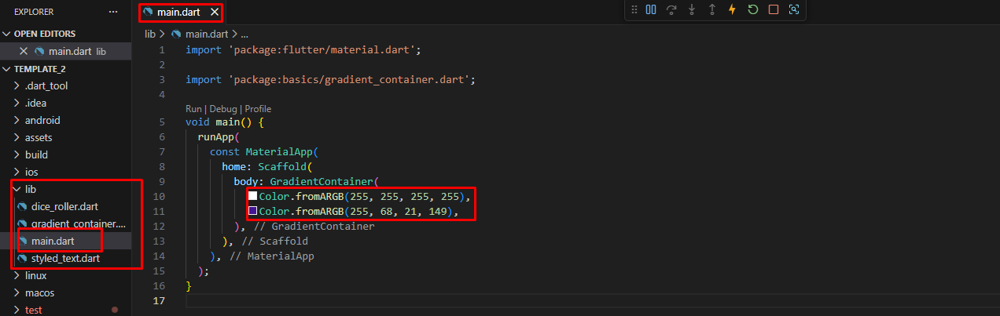 EXPLORER ...
OPEN EDITORS
main.dart lib
TEMPLATE_2
.dart_tool
.idea
android
assets
build
ios
lib
dice_roller.dart
gradient_container....
main.dart
styled_text.dart
linux
macos
test
main.dart
lib > main.dart > ...
1 import 'package:flutter/material.dart';
2
3 import 'package:basics/gradient_container.dart';
4
Run | Debug | Profile
5 void main() {
6 runApp(
7 const MaterialApp(
8 home: Scaffold(
9 body: GradientContainer(
10 Color.fromARGB(255, 255, 255, 255),
11 Color.fromARGB(255, 68, 21, 149),
12 ), // GradientContainer
13 ), // Scaffold
14 ), // MaterialApp
15 );
16 }
17